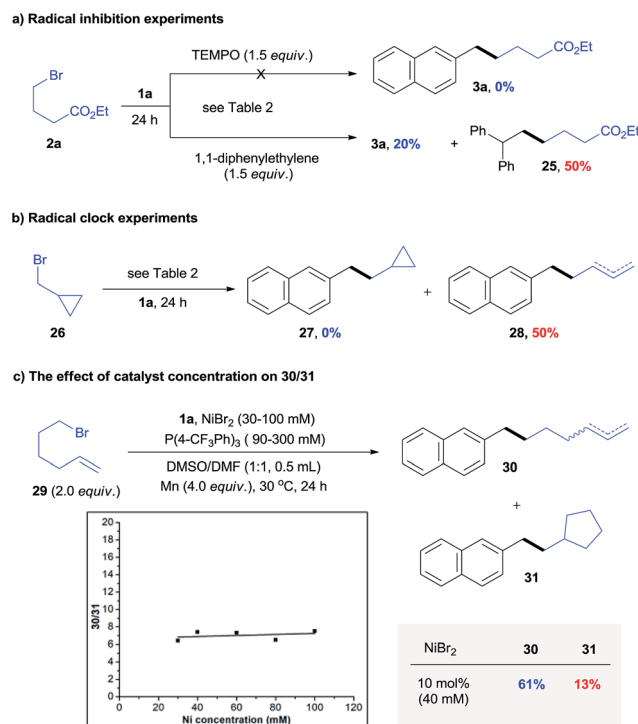 a) Radical inhibition experiments
Br
CO2Et
2a
1a
24 h
TEMPO (1.5 equiv.)
X
see Table 2
1,1-diphenylethylene
(1.5 equiv.)
CO2Et
3a, 0%
3a, 20%
+
Ph
Ph
CO2Et
25, 50%
b) Radical clock experiments
Br
26
see Table 2
1a, 24 h
27, 0%
+
28, 50%
c) The effect of catalyst concentration on 30/31
Br
29 (2.0 equiv.)
1a, NiBr2 (30-100 mM)
P(4-CF3Ph)3 ( 90-300 mM)
DMSO/DMF (1:1, 0.5 mL)
Mn (4.0 equiv.), 30 oC, 24 h
30
+
31
30/31
20
18
16
14
12
10
8
6
4
2
0
0 20 40 60 80 100 120
Ni concentration (mM)
NiBr2 30 31
10 mol% 61% 13%
(40 mM)